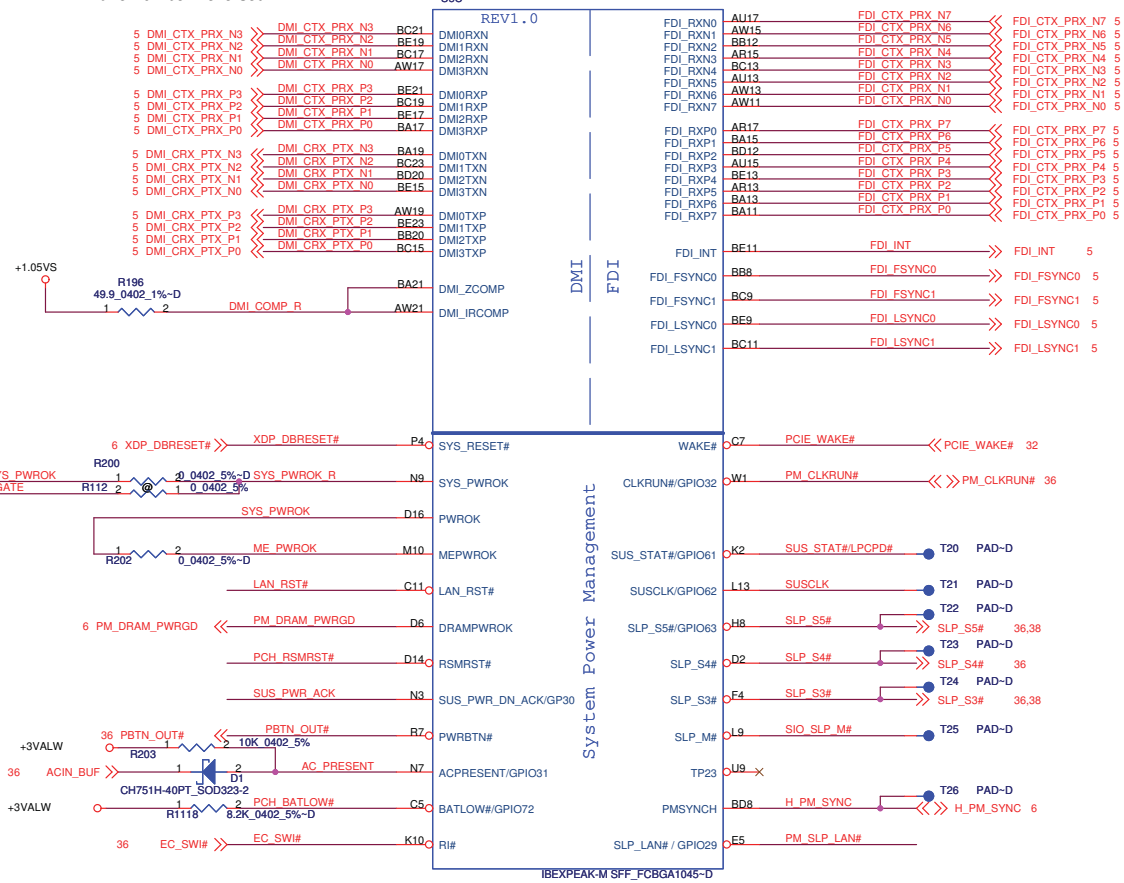 REV1.0
5 DMI_CTX_PRX_N3 DMI_CTX_PRX_N3 BC21 DMI0RXN
5 DMI_CTX_PRX_N2 DMI_CTX_PRX_N2 BE19 DMI1RXN
5 DMI_CTX_PRX_N1 DMI_CTX_PRX_N1 BC17 DMI2RXN
5 DMI_CTX_PRX_N0 DMI_CTX_PRX_N0 AW17 DMI3RXN
5 DMI_CTX_PRX_P3 DMI_CTX_PRX_P3 BE21 DMI0RXP
5 DMI_CTX_PRX_P2 DMI_CTX_PRX_P2 BC19 DMI1RXP
5 DMI_CTX_PRX_P1 DMI_CTX_PRX_P1 BE17 DMI2RXP
5 DMI_CTX_PRX_P0 DMI_CTX_PRX_P0 BA17 DMI3RXP
5 DMI_CRX_PTX_N3 DMI_CRX_PTX_N3 BA19 DMI0TXN
5 DMI_CRX_PTX_N2 DMI_CRX_PTX_N2 BC23 DMI1TXN
5 DMI_CRX_PTX_N1 DMI_CRX_PTX_N1 BD20 DMI2TXN
5 DMI_CRX_PTX_N0 DMI_CRX_PTX_N0 BE15 DMI3TXN
5 DMI_CRX_PTX_P3 DMI_CRX_PTX_P3 AW19 DMI0TXP
5 DMI_CRX_PTX_P2 DMI_CRX_PTX_P2 BE23 DMI1TXP
5 DMI_CRX_PTX_P1 DMI_CRX_PTX_P1 BB20 DMI2TXP
5 DMI_CRX_PTX_P0 DMI_CRX_PTX_P0 BC15 DMI3TXP
+1.05VS
R196
49.9_0402_1%~D
BA21 DMI_ZCOMP
1 2 DMI_COMP_R AW21 DMI_IRCOMP
DMI
FDI
FDI_RXN0 AU17 FDI_CTX_PRX_N7 FDI_CTX_PRX_N7 5
FDI_RXN1 AW15 FDI_CTX_PRX_N6 FDI_CTX_PRX_N6 5
FDI_RXN2 BB12 FDI_CTX_PRX_N5 FDI_CTX_PRX_N5 5
FDI_RXN3 AR15 FDI_CTX_PRX_N4 FDI_CTX_PRX_N4 5
FDI_RXN4 BC13 FDI_CTX_PRX_N3 FDI_CTX_PRX_N3 5
FDI_RXN5 AU13 FDI_CTX_PRX_N2 FDI_CTX_PRX_N2 5
FDI_RXN6 AW13 FDI_CTX_PRX_N1 FDI_CTX_PRX_N1 5
FDI_RXN7 AW11 FDI_CTX_PRX_N0 FDI_CTX_PRX_N0 5
FDI_RXP0 AR17 FDI_CTX_PRX_P7 FDI_CTX_PRX_P7 5
FDI_RXP1 BA15 FDI_CTX_PRX_P6 FDI_CTX_PRX_P6 5
FDI_RXP2 BD12 FDI_CTX_PRX_P5 FDI_CTX_PRX_P5 5
FDI_RXP3 AU15 FDI_CTX_PRX_P4 FDI_CTX_PRX_P4 5
FDI_RXP4 BE13 FDI_CTX_PRX_P3 FDI_CTX_PRX_P3 5
FDI_RXP5 AR13 FDI_CTX_PRX_P2 FDI_CTX_PRX_P2 5
FDI_RXP6 BA13 FDI_CTX_PRX_P1 FDI_CTX_PRX_P1 5
FDI_RXP7 BA11 FDI_CTX_PRX_P0 FDI_CTX_PRX_P0 5
FDI_INT BE11 FDI_INT FDI_INT 5
FDI_FSYNC0 BB8 FDI_FSYNC0 FDI_FSYNC0 5
FDI_FSYNC1 BC9 FDI_FSYNC1 FDI_FSYNC1 5
FDI_LSYNC0 BE9 FDI_LSYNC0 FDI_LSYNC0 5
FDI_LSYNC1 BC11 FDI_LSYNC1 FDI_LSYNC1 5
6 XDP_DBRESET# XDP_DBRESET# P4 SYS_RESET#
R200
1 2 0_0402_5%~D SYS_PWROK_R N9 SYS_PWROK
R112 2 @ 1 0_0402_5%
SYS_PWROK D16 PWROK
1 2 ME_PWROK M10 MEPWROK
R202 0_0402_5%~D
LAN_RST# C11 LAN_RST#
6 PM_DRAM_PWRGD PM_DRAM_PWRGD D6 DRAMPWROK
PCH_RSMRST# D14 RSMRST#
SUS_PWR_ACK N3 SUS_PWR_DN_ACK/GP30
36 PBTN_OUT# PBTN_OUT# R7 PWRBTN#
+3VALW 1 2 10K_0402_5%
R203
36 ACIN_BUF 1 2 AC_PRESENT N7 ACPRESENT/GPIO31
D1
CH751H-40PT_SOD323-2
+3VALW 1 2 PCH_BATLOW# C5 BATLOW#/GPIO72
R1118 8.2K_0402_5%~D
36 EC_SWI# EC_SWI# K10 RI#
System Power Management
WAKE# C7 PCIE_WAKE# PCIE_WAKE# 32
CLKRUN#/GPIO32 W1 PM_CLKRUN# PM_CLKRUN# 36
SUS_STAT#/GPIO61 K2 SUS_STAT#/LPCPD# T20 PAD~D
SUSCLK/GPIO62 L13 SUSCLK T21 PAD~D
T22 PAD~D
SLP_S5#/GPIO63 H8 SLP_S5# SLP_S5# 36,38
T23 PAD~D
SLP_S4# D2 SLP_S4# SLP_S4# 36
T24 PAD~D
SLP_S3# F4 SLP_S3# SLP_S3# 36,38
SLP_M# L9 SIO_SLP_M# T25 PAD~D
TP23 U9
T26 PAD~D
PMSYNCH BD8 H_PM_SYNC H_PM_SYNC 6
SLP_LAN# / GPIO29 E5 PM_SLP_LAN#
IBEXPEAK-M SFF_FCBGA1045~D